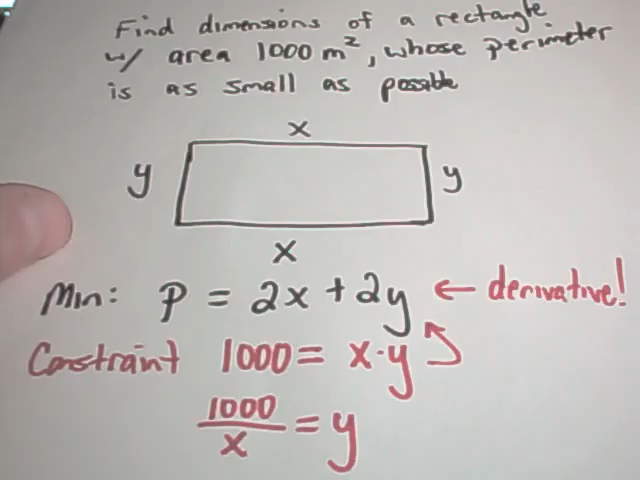 Find dimensions of a rectangle
w/ area 1000 m², whose perimeter
is as small as possible
x
y
y
x
Min: P = 2x + 2y ← derivative!
Constraint 1000 = x · y
1000/x = y